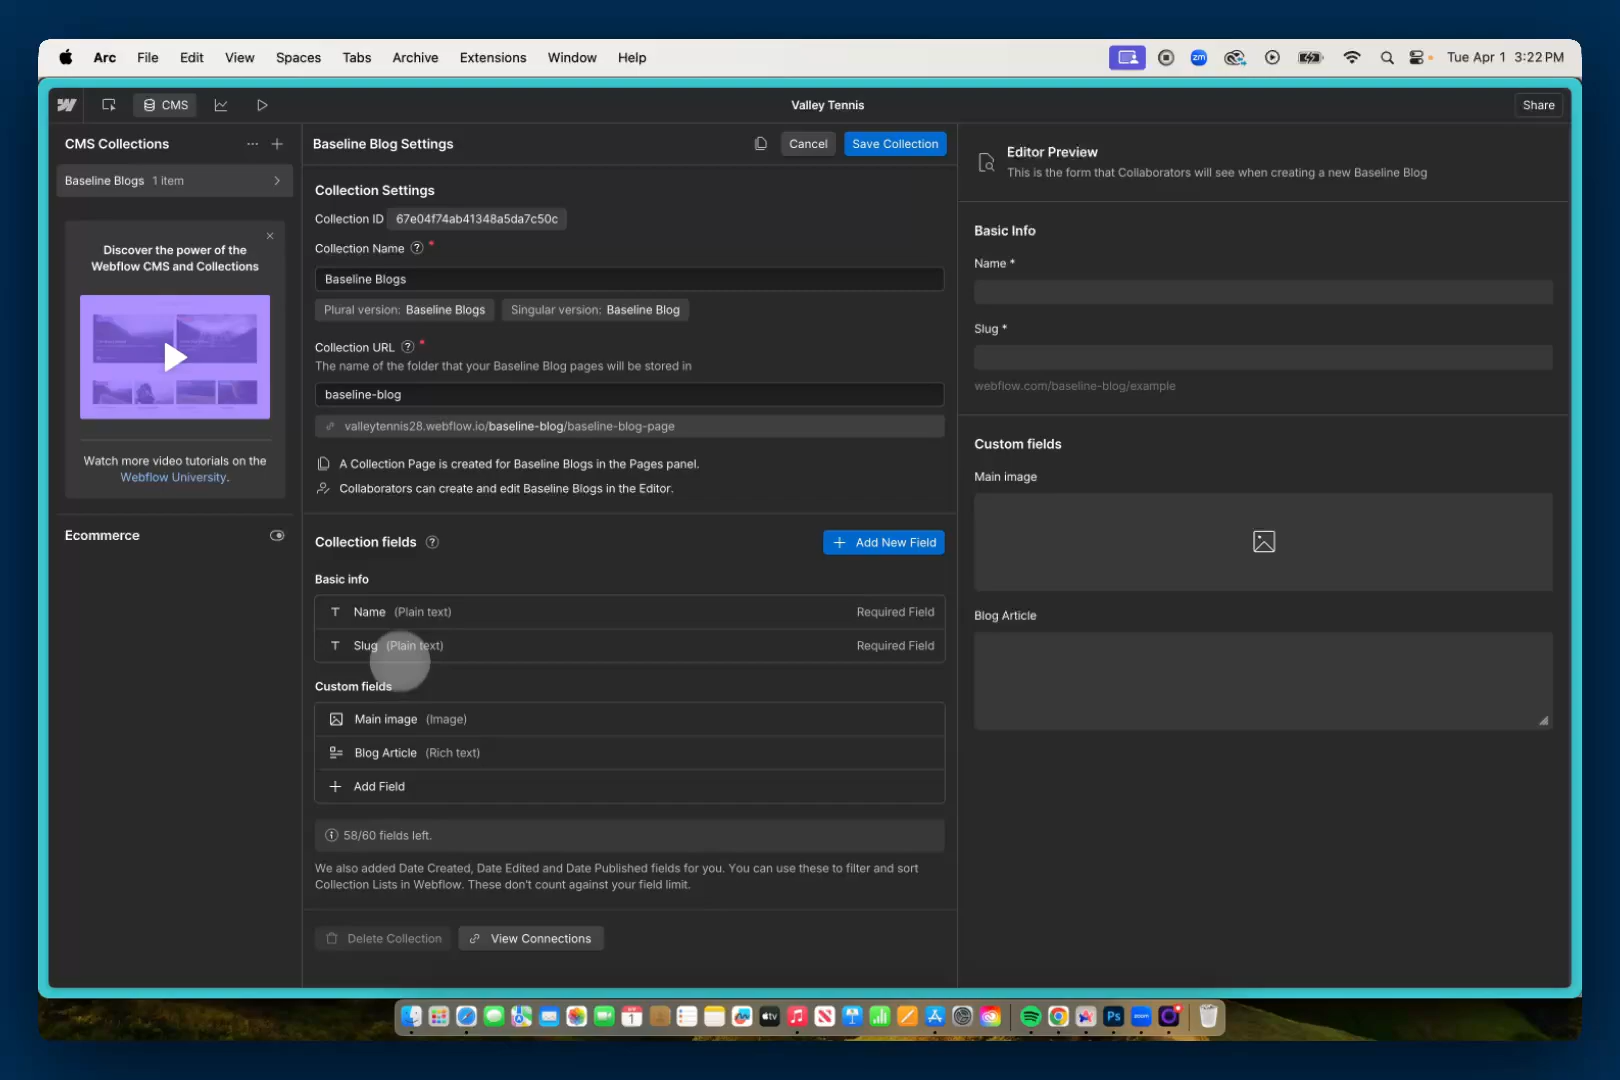 Arc File Edit View Spaces Tabs Archive Extensions Window Help
zm
Tue Apr 1 3:22 PM
CMS
Valley Tennis
Share
CMS Collections
Baseline Blogs 1 item
Discover the power of the
Webflow CMS and Collections
Watch more video tutorials on the
Webflow University.
Ecommerce
Baseline Blog Settings
Cancel
Save Collection
Collection Settings
Collection ID 67e04f74ab41348a5da7c50c
Collection Name ? *
Baseline Blogs
Plural version: Baseline Blogs Singular version: Baseline Blog
Collection URL ? *
The name of the folder that your Baseline Blog pages will be stored in
baseline-blog
valleytennis28.webflow.io/baseline-blog/baseline-blog-page
A Collection Page is created for Baseline Blogs in the Pages panel.
Collaborators can create and edit Baseline Blogs in the Editor.
Collection fields ?
Add New Field
Basic info
T Name (Plain text) Required Field
T Slug (Plain text) Required Field
Custom fields
Main image (Image)
Blog Article (Rich text)
Add Field
58/60 fields left.
We also added Date Created, Date Edited and Date Published fields for you. You can use these to filter and sort
Collection Lists in Webflow. These don't count against your field limit.
Delete Collection View Connections
Editor Preview
This is the form that Collaborators will see when creating a new Baseline Blog
Basic Info
Name *
Slug *
webflow.com/baseline-blog/example
Custom fields
Main image
Blog Article
1
tv
Ps
zoom